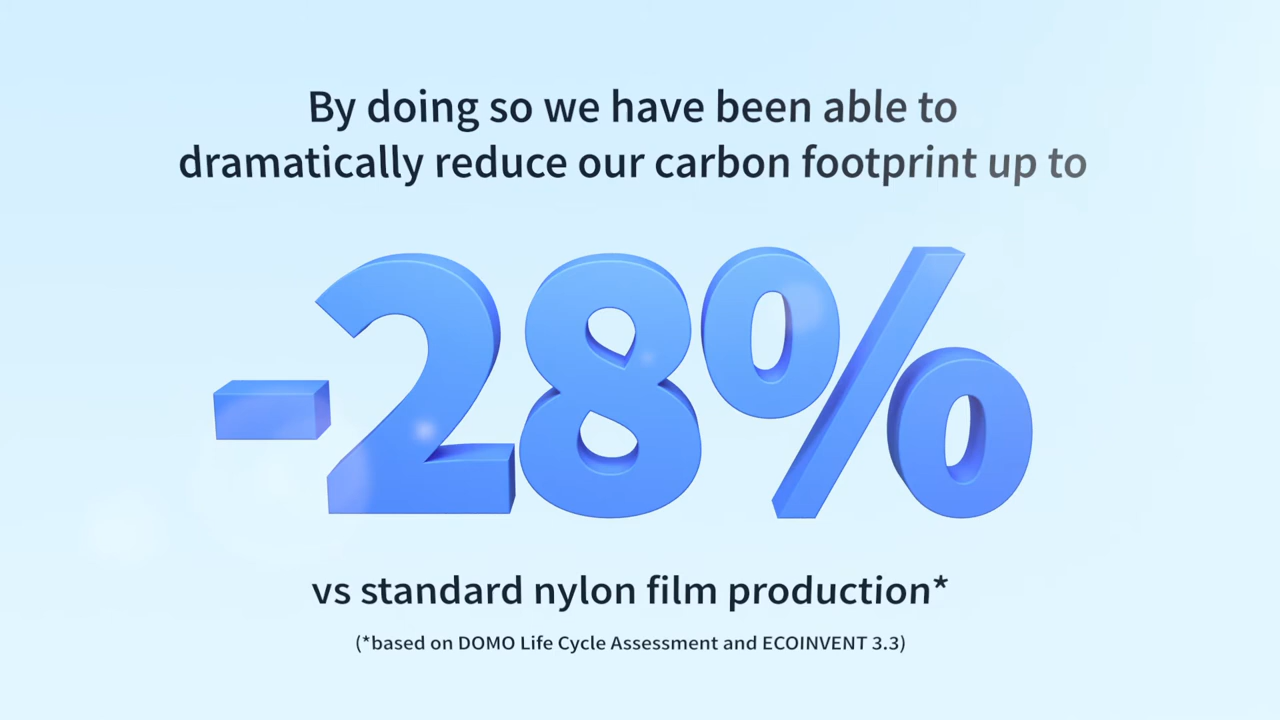 By doing so we have been able to
dramatically reduce our carbon footprint up to
-28%
vs standard nylon film production*
(*based on DOMO Life Cycle Assessment and ECOINVENT 3.3)